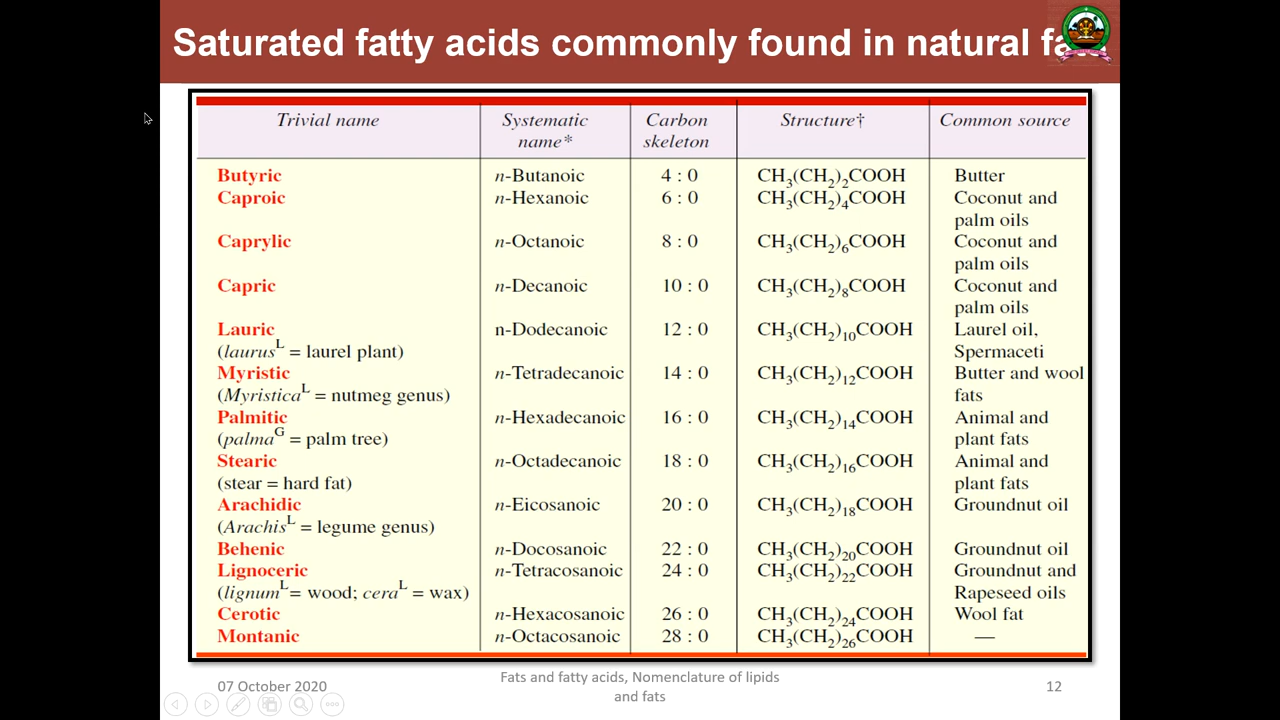 Saturated fatty acids commonly found in natural
Trivial name Systematic name* Carbon skeleton Structure† Common source
Butyric n-Butanoic 4 : 0 CH₃(CH₂)₂COOH Butter
Caproic n-Hexanoic 6 : 0 CH₃(CH₂)₄COOH Coconut and
palm oils
Caprylic n-Octanoic 8 : 0 CH₃(CH₂)₆COOH Coconut and
palm oils
Capric n-Decanoic 10 : 0 CH₃(CH₂)₈COOH Coconut and
palm oils
Lauric n-Dodecanoic 12 : 0 CH₃(CH₂)₁₀COOH Laurel oil,
(laurusᴸ = laurel plant) Spermaceti
Myristic n-Tetradecanoic 14 : 0 CH₃(CH₂)₁₂COOH Butter and wool
(Myristicaᴸ = nutmeg genus) fats
Palmitic n-Hexadecanoic 16 : 0 CH₃(CH₂)₁₄COOH Animal and
(palmaᴳ = palm tree) plant fats
Stearic n-Octadecanoic 18 : 0 CH₃(CH₂)₁₆COOH Animal and
(stear = hard fat) plant fats
Arachidic n-Eicosanoic 20 : 0 CH₃(CH₂)₁₈COOH Groundnut oil
(Arachisᴸ = legume genus)
Behenic n-Docosanoic 22 : 0 CH₃(CH₂)₂₀COOH Groundnut oil
Lignoceric n-Tetracosanoic 24 : 0 CH₃(CH₂)₂₂COOH Groundnut and
(lignumᴸ= wood; ceraᴸ = wax) Rapeseed oils
Cerotic n-Hexacosanoic 26 : 0 CH₃(CH₂)₂₄COOH Wool fat
Montanic n-Octacosanoic 28 : 0 CH₃(CH₂)₂₆COOH —
07 October 2020 Fats and fatty acids, Nomenclature of lipids 12
and fats